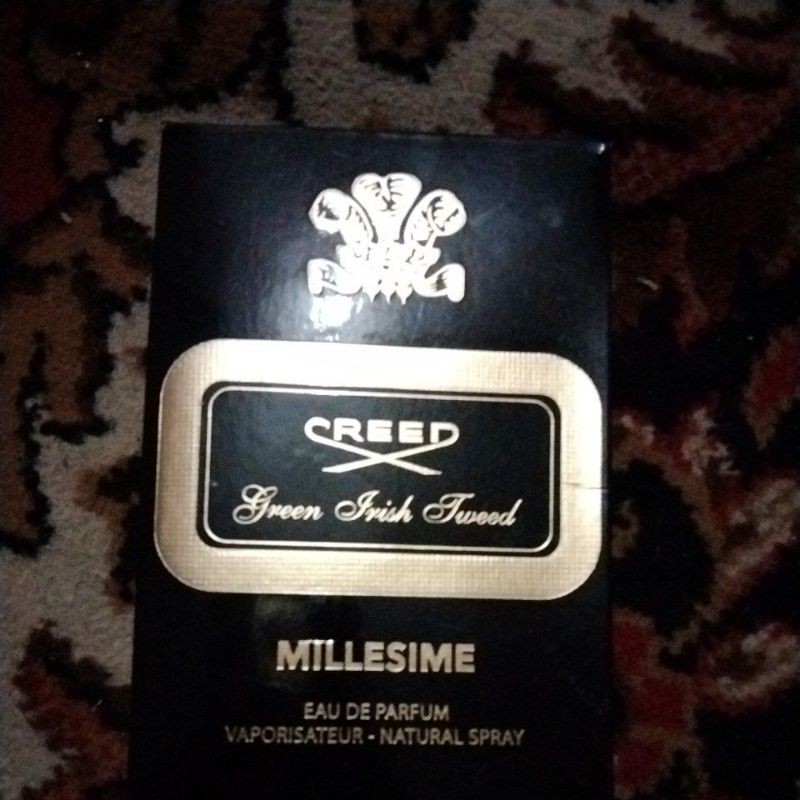 CREED
Green Irish Tweed
MILLESIME
EAU DE PARFUM
VAPORISATEUR - NATURAL SPRAY